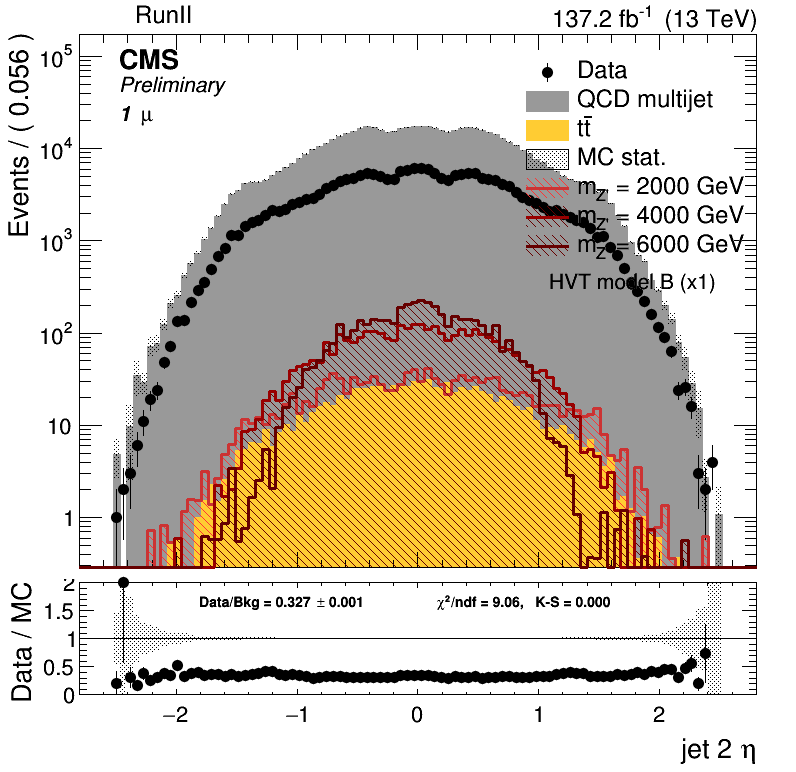 RunII 137.2 fb⁻¹ (13 TeV)
CMS
Preliminary
1 μ
Data
QCD multijet
tt̄
MC stat.
m_Z' = 2000 GeV
m_Z' = 4000 GeV
m_Z' = 6000 GeV
HVT model B (x1)
Events / ( 0.056 )
10⁵
10⁴
10³
10²
10
1
Data / MC
2
1.5
1
0.5
0
Data/Bkg = 0.327 ± 0.001 χ²/ndf = 9.06, K-S = 0.000
−2 −1 0 1 2
jet 2 η